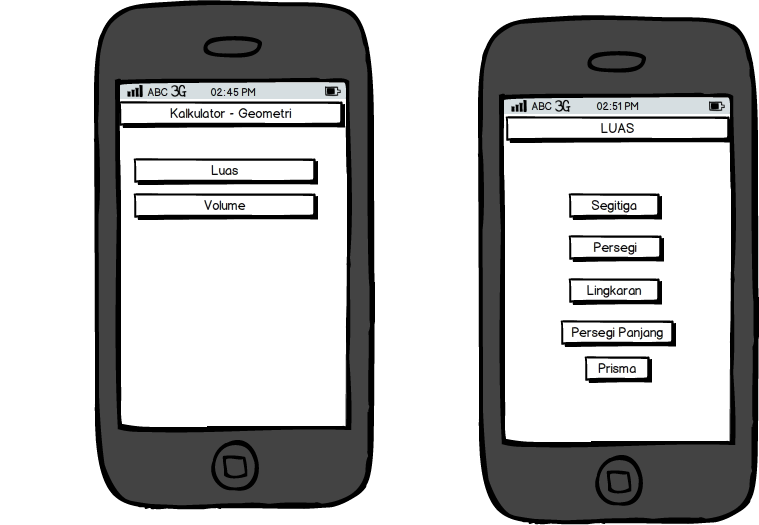 ABC 3G 02:45 PM
Kalkulator - Geometri
Luas
Volume
ABC 3G 02:51 PM
LUAS
Segitiga
Persegi
Lingkaran
Persegi Panjang
Prisma